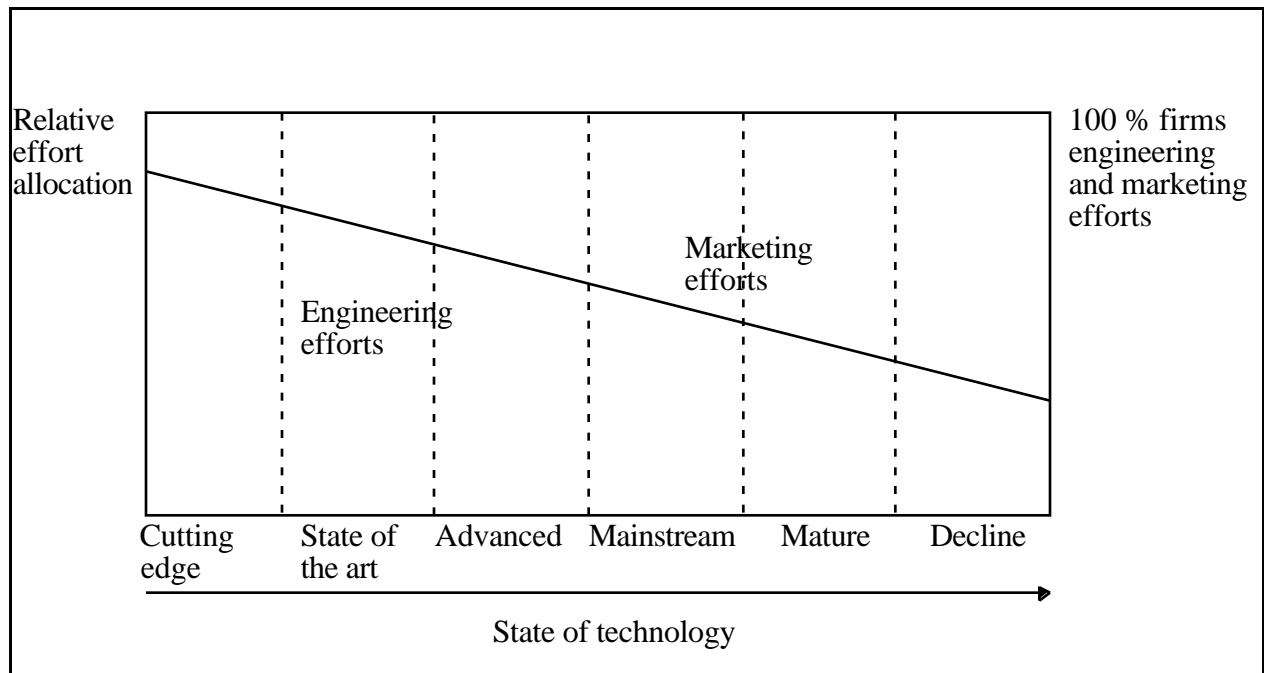 Relative
effort
allocation
100 % firms
engineering
and marketing
efforts
Marketing
efforts
Engineering
efforts
Cutting
edge
State of
the art
Advanced
Mainstream
Mature
Decline
State of technology